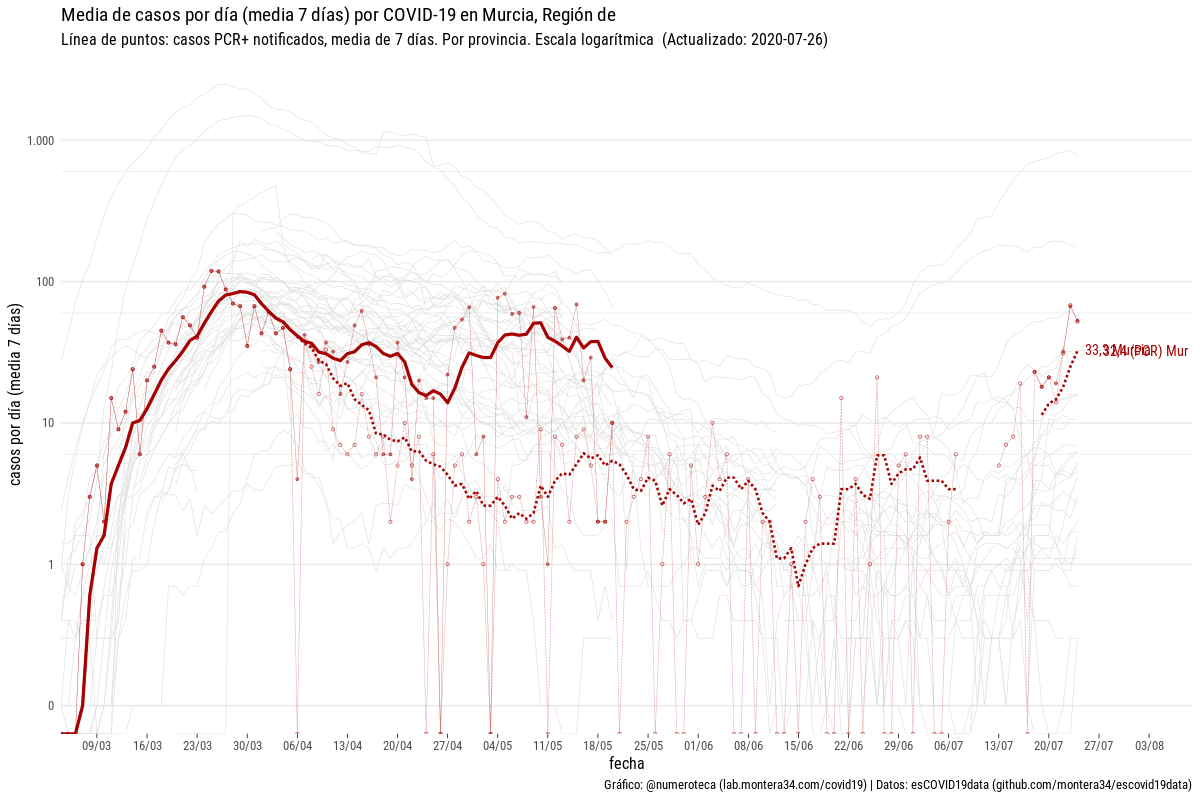 Media de casos por día (media 7 días) por COVID-19 en Murcia, Región de
Línea de puntos: casos PCR+ notificados, media de 7 días. Por provincia. Escala logarítmica (Actualizado: 2020-07-26)
casos por día (media 7 días)
1.000
100
10
1
0
(PCR) Mur
09/03 16/03 23/03 30/03 06/04 13/04 20/04 27/04 04/05 11/05 18/05 25/05 01/06 08/06 15/06 22/06 29/06 06/07 13/07 20/07 27/07 03/08
fecha
Gráfico: @numeroteca (lab.montera34.com/covid19) | Datos: esCOVID19data (github.com/montera34/escovid19data)